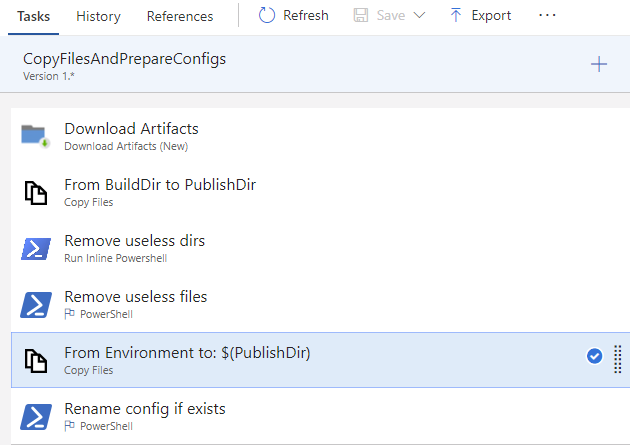 Tasks History References Refresh Save Export
CopyFilesAndPrepareConfigs
Version 1.*
Download Artifacts
Download Artifacts (New)
From BuildDir to PublishDir
Copy Files
Remove useless dirs
Run Inline Powershell
Remove useless files
PowerShell
From Environment to: $(PublishDir)
Copy Files
Rename config if exists
PowerShell